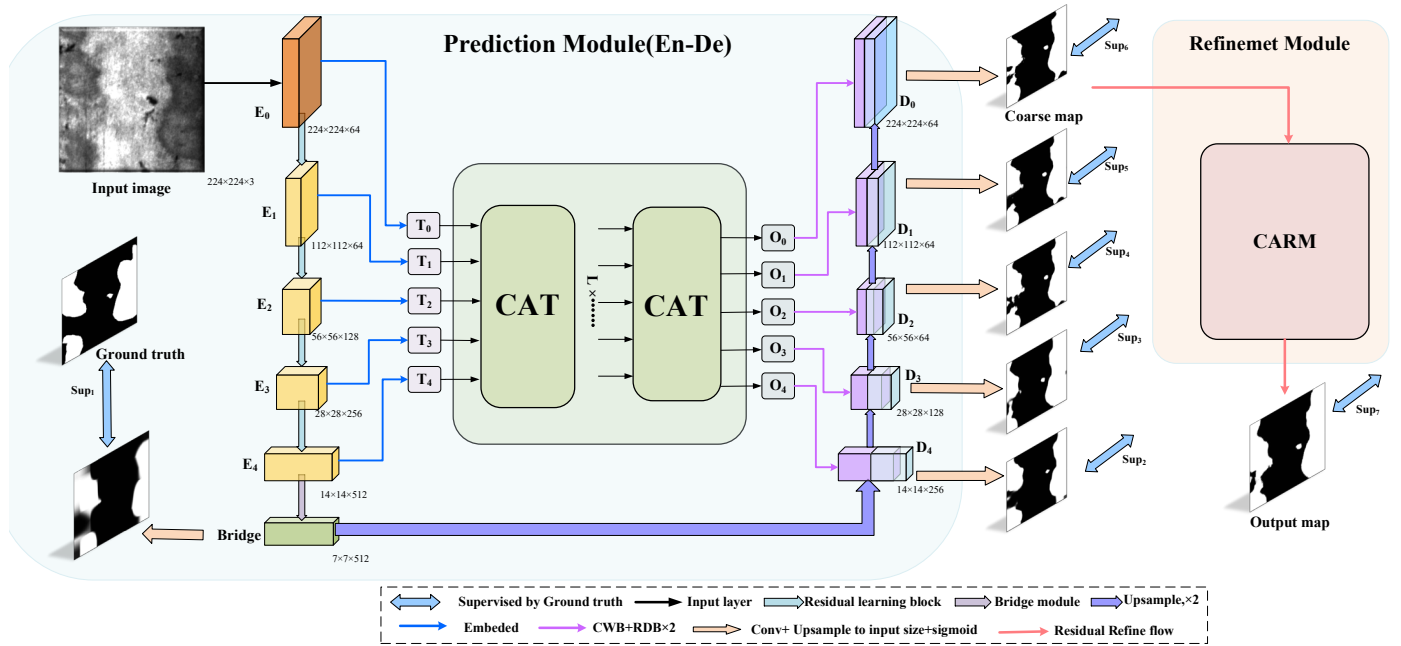 Prediction Module(En-De)
Refinemet Module
Input image
224×224×3
E0
224×224×64
E1
112×112×64
E2
56×56×128
E3
28×28×256
E4
14×14×512
Bridge
7×7×512
Ground truth
Sup1
T0
T1
T2
T3
T4
CAT
L ×·······
CAT
O0
O1
O2
O3
O4
D0
224×224×64
D1
112×112×64
D2
56×56×64
D3
28×28×128
D4
14×14×256
Coarse map
Sup6
Sup5
Sup4
Sup3
Sup2
CARM
Sup7
Output map
Supervised by Ground truth
Input layer
Residual learning block
Bridge module
Upsample,×2
Embeded
CWB+RDB×2
Conv+ Upsample to input size+sigmoid
Residual Refine flow